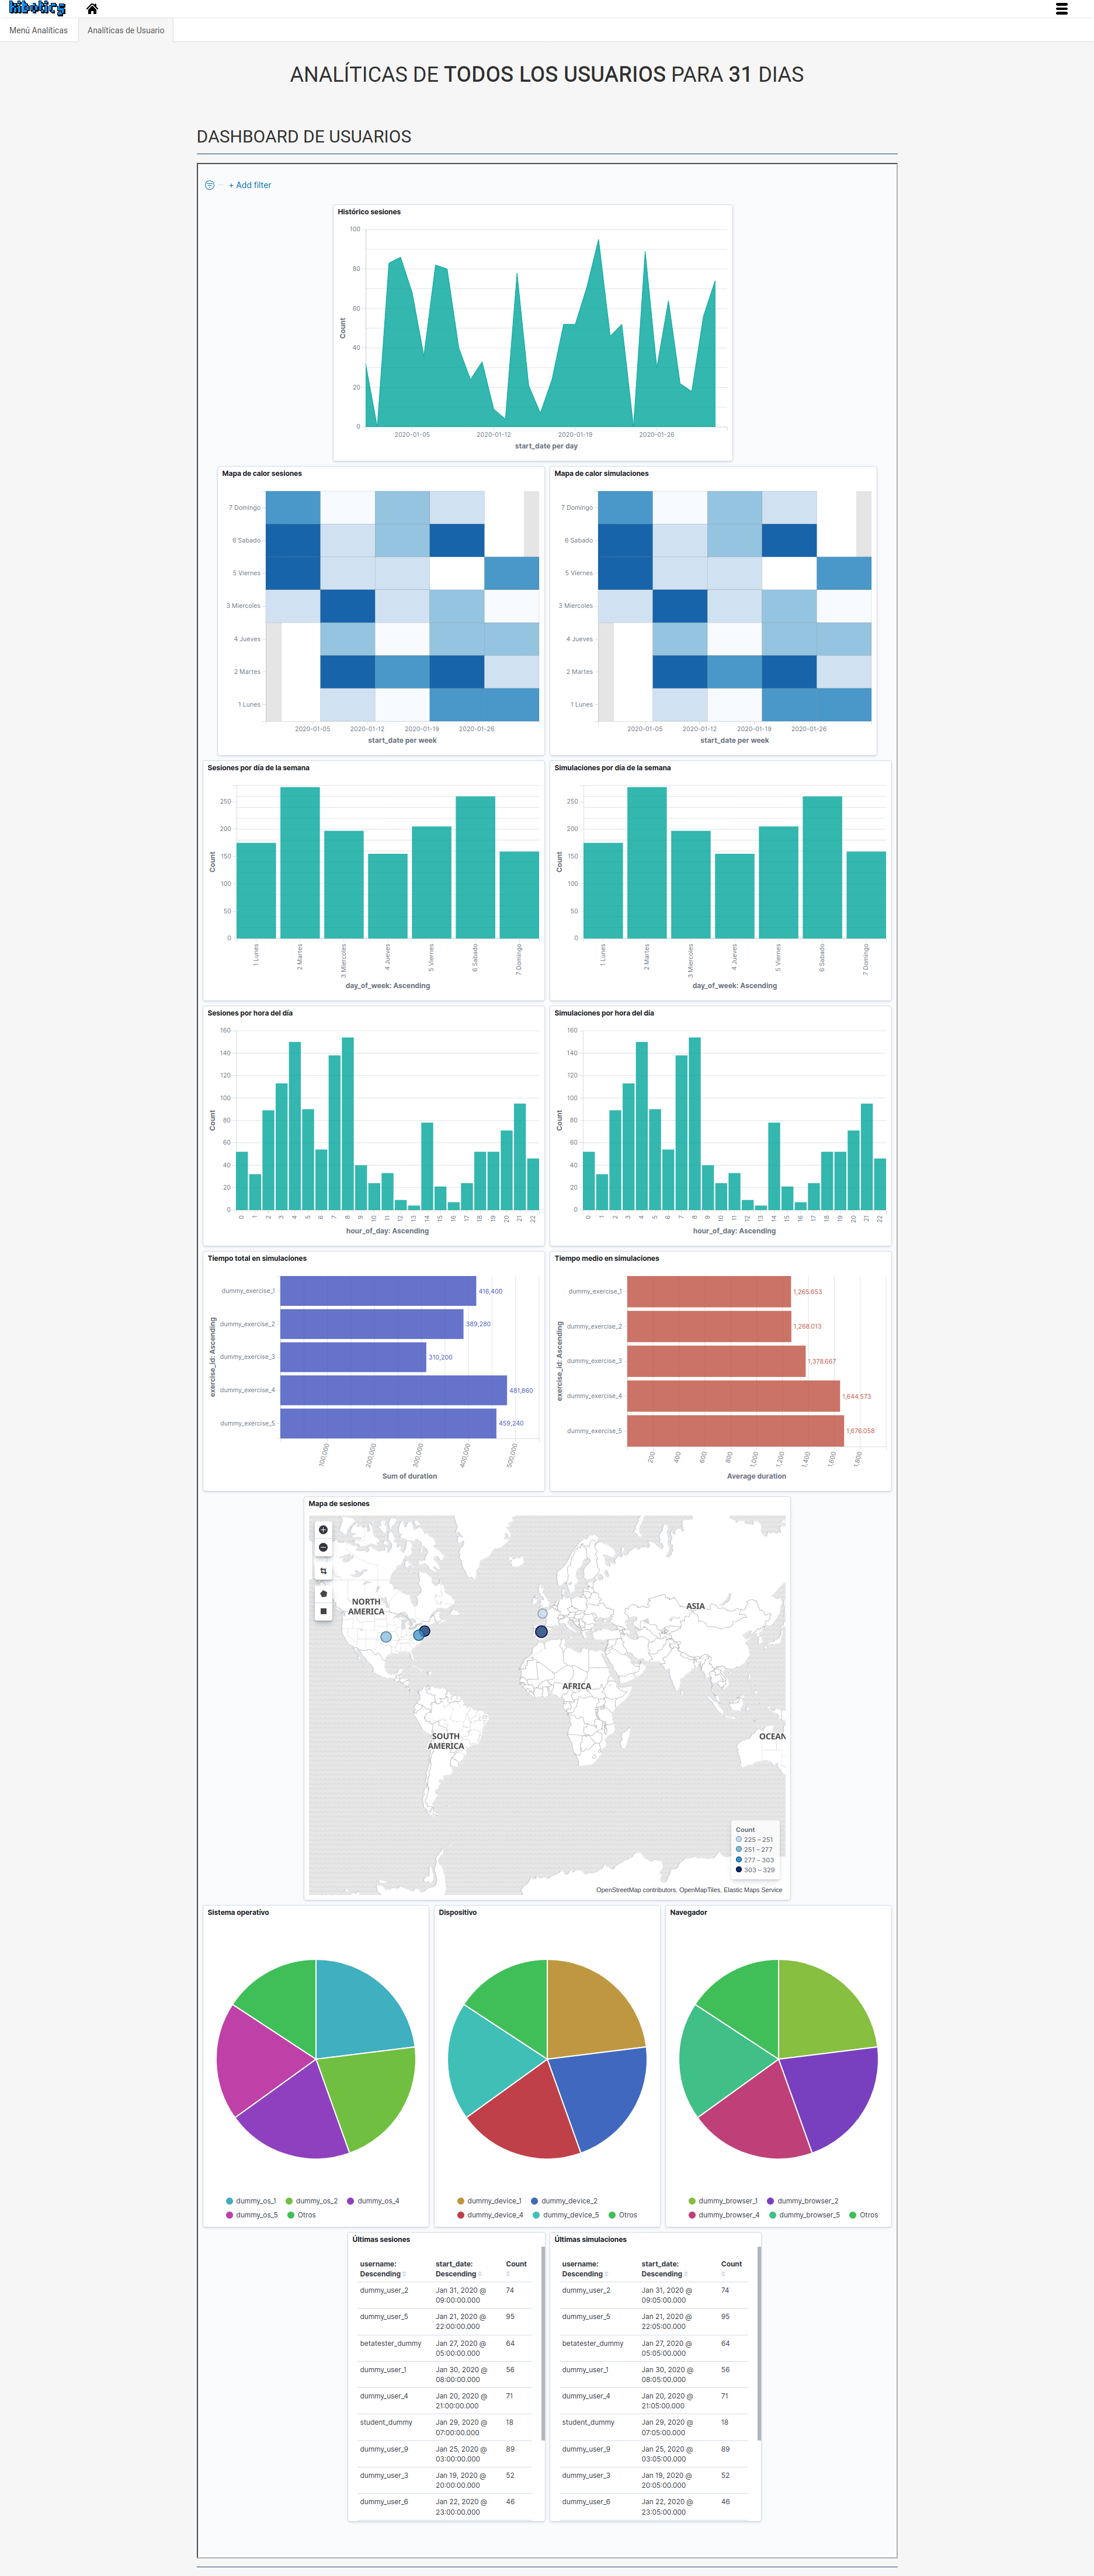 kibotics
Menú Analíticas
Analíticas de Usuario
ANALÍTICAS DE TODOS LOS USUARIOS PARA 31 DIAS
DASHBOARD DE USUARIOS
+ Add filter
Histórico sesiones
100
80
60
40
20
0
Count
2020-01-05 2020-01-12 2020-01-19 2020-01-26
start_date per day
Mapa de calor sesiones
7 Domingo
6 Sabado
5 Viernes
3 Miercoles
4 Jueves
2 Martes
1 Lunes
2020-01-05 2020-01-12 2020-01-19 2020-01-26
start_date per week
Mapa de calor simulaciones
7 Domingo
6 Sabado
5 Viernes
3 Miercoles
4 Jueves
2 Martes
1 Lunes
2020-01-05 2020-01-12 2020-01-19 2020-01-26
start_date per week
Sesiones por día de la semana
250
200
150
100
50
0
Count
1 Lunes 2 Martes 3 Miercoles 4 Jueves 5 Viernes 6 Sabado 7 Domingo
day_of_week: Ascending
Simulaciones por día de la semana
250
200
150
100
50
0
Count
1 Lunes 2 Martes 3 Miercoles 4 Jueves 5 Viernes 6 Sabado 7 Domingo
day_of_week: Ascending
Sesiones por hora del día
160
140
120
100
80
60
40
20
0
Count
0 1 2 3 4 5 6 7 8 9 10 11 12 13 14 15 16 17 18 19 20 21 22
hour_of_day: Ascending
Simulaciones por hora del día
160
140
120
100
80
60
40
20
0
Count
0 1 2 3 4 5 6 7 8 9 10 11 12 13 14 15 16 17 18 19 20 21 22
hour_of_day: Ascending
Tiempo total en simulaciones
exercise_id: Ascending
dummy_exercise_1 416,400
dummy_exercise_2 389,280
dummy_exercise_3 310,200
dummy_exercise_4 481,860
dummy_exercise_5 459,240
100,000 200,000 300,000 400,000 500,000
Sum of duration
Tiempo medio en simulaciones
exercise_id: Ascending
dummy_exercise_1 1,265.653
dummy_exercise_2 1,268.013
dummy_exercise_3 1,378.667
dummy_exercise_4 1,644.573
dummy_exercise_5 1,676.058
200 400 600 800 1,000 1,200 1,400 1,600 1,800
Average duration
Mapa de sesiones
NORTH
AMERICA
ASIA
AFRICA
SOUTH
AMERICA
OCEAN
Count
225 – 251
251 – 277
277 – 303
303 – 329
OpenStreetMap contributors, OpenMapTiles, Elastic Maps Service
Sistema operativo
dummy_os_1 dummy_os_2 dummy_os_4
dummy_os_5 Otros
Dispositivo
dummy_device_1 dummy_device_2
dummy_device_4 dummy_device_5 Otros
Navegador
dummy_browser_1 dummy_browser_2
dummy_browser_4 dummy_browser_5 Otros
Últimas sesiones
username: start_date: Count
Descending Descending
dummy_user_2 Jan 31, 2020 @ 74
09:00:00.000
dummy_user_5 Jan 21, 2020 @ 95
22:00:00.000
betatester_dummy Jan 27, 2020 @ 64
05:00:00.000
dummy_user_1 Jan 30, 2020 @ 56
08:00:00.000
dummy_user_4 Jan 20, 2020 @ 71
21:00:00.000
student_dummy Jan 29, 2020 @ 18
07:00:00.000
dummy_user_9 Jan 25, 2020 @ 89
03:00:00.000
dummy_user_3 Jan 19, 2020 @ 52
20:00:00.000
dummy_user_6 Jan 22, 2020 @ 46
23:00:00.000
Últimas simulaciones
username: start_date: Count
Descending Descending
dummy_user_2 Jan 31, 2020 @ 74
09:05:00.000
dummy_user_5 Jan 21, 2020 @ 95
22:05:00.000
betatester_dummy Jan 27, 2020 @ 64
05:05:00.000
dummy_user_1 Jan 30, 2020 @ 56
08:05:00.000
dummy_user_4 Jan 20, 2020 @ 71
21:05:00.000
student_dummy Jan 29, 2020 @ 18
07:05:00.000
dummy_user_9 Jan 25, 2020 @ 89
03:05:00.000
dummy_user_3 Jan 19, 2020 @ 52
20:05:00.000
dummy_user_6 Jan 22, 2020 @ 46
23:05:00.000